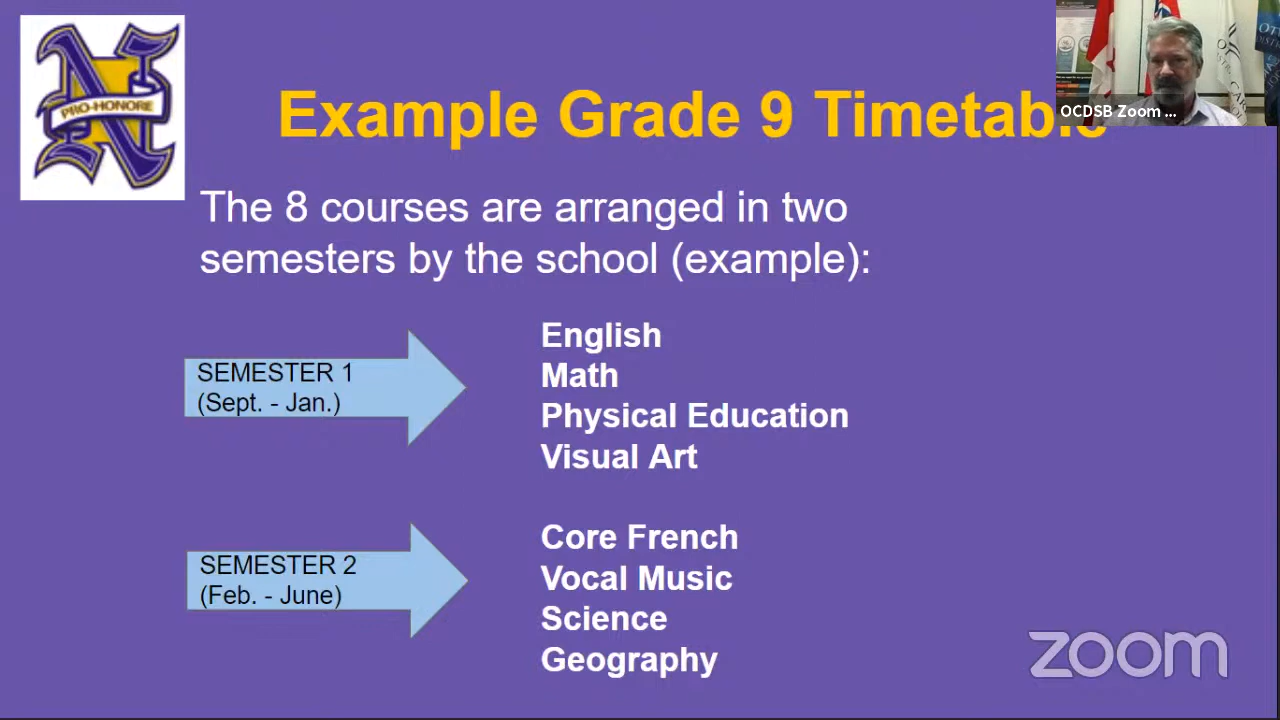 PRO-HONORE
Example Grade 9 Timetable
OCDSB Zoom ...
The 8 courses are arranged in two
semesters by the school (example):
SEMESTER 1
(Sept. - Jan.)
English
Math
Physical Education
Visual Art
SEMESTER 2
(Feb. - June)
Core French
Vocal Music
Science
Geography
zoom